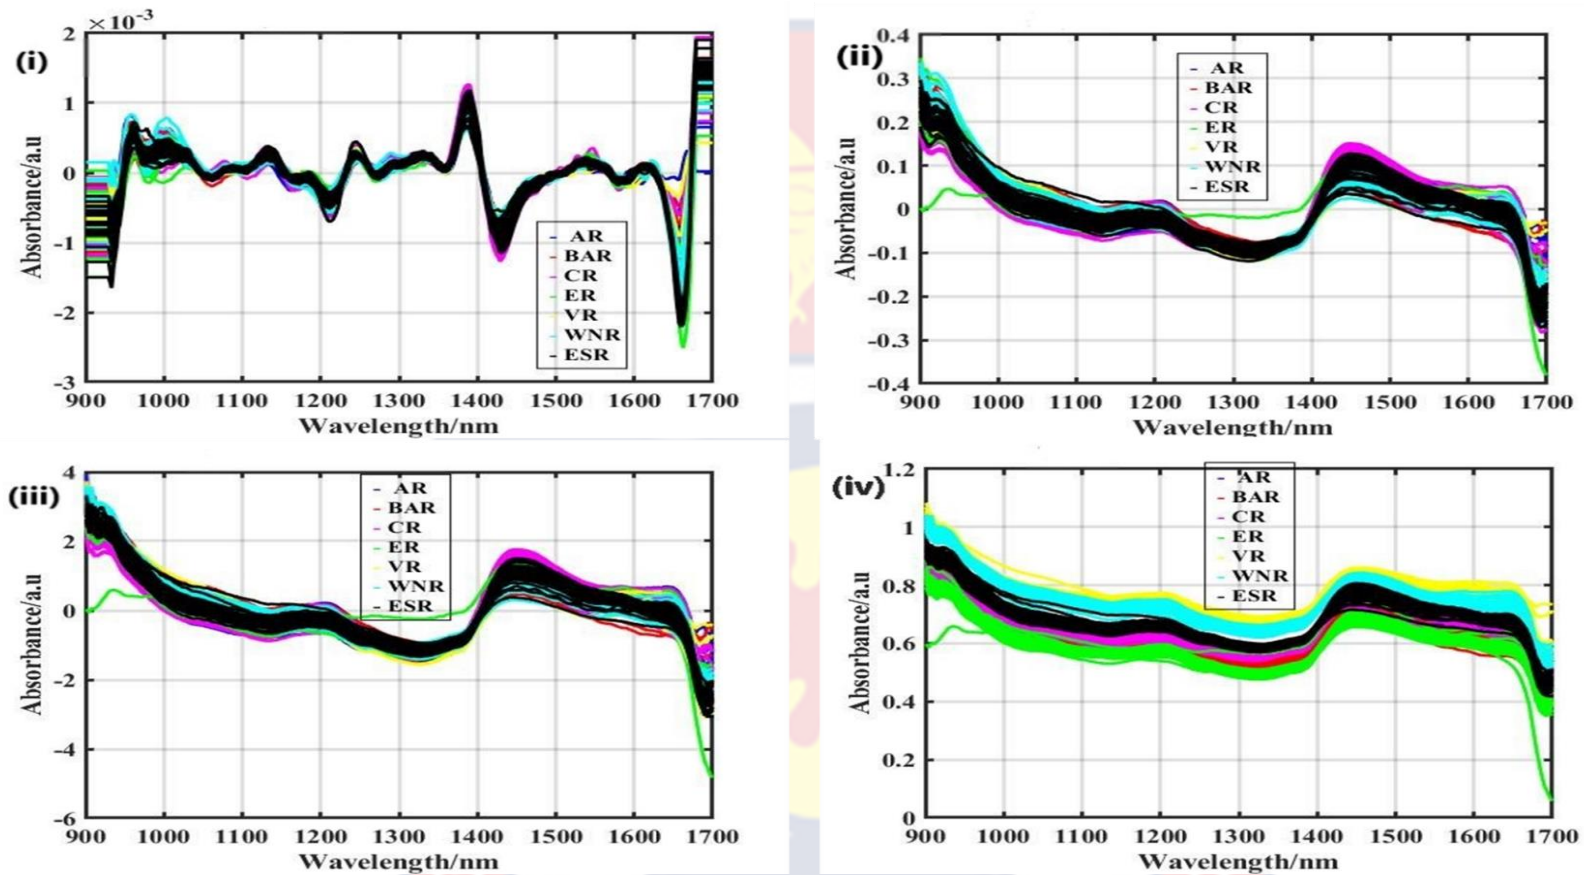 (i)
×10⁻³
2
1
0
-1
-2
-3
Absorbance/a.u
AR
BAR
CR
ER
VR
WNR
ESR
900 1000 1100 1200 1300 1400 1500 1600 1700
Wavelength/nm
(ii)
0.4
0.3
0.2
0.1
0
-0.1
-0.2
-0.3
-0.4
Absorbance/a.u
AR
BAR
CR
ER
VR
WNR
ESR
900 1000 1100 1200 1300 1400 1500 1600 1700
Wavelength/nm
(iii)
4
2
0
-2
-4
-6
Absorbance/a.u
AR
BAR
CR
ER
VR
WNR
ESR
900 1000 1100 1200 1300 1400 1500 1600 1700
Wavelength/nm
(iv)
1.2
1
0.8
0.6
0.4
0.2
0
Absorbance/a.u
AR
BAR
CR
ER
VR
WNR
ESR
900 1000 1100 1200 1300 1400 1500 1600 1700
Wavelength/nm